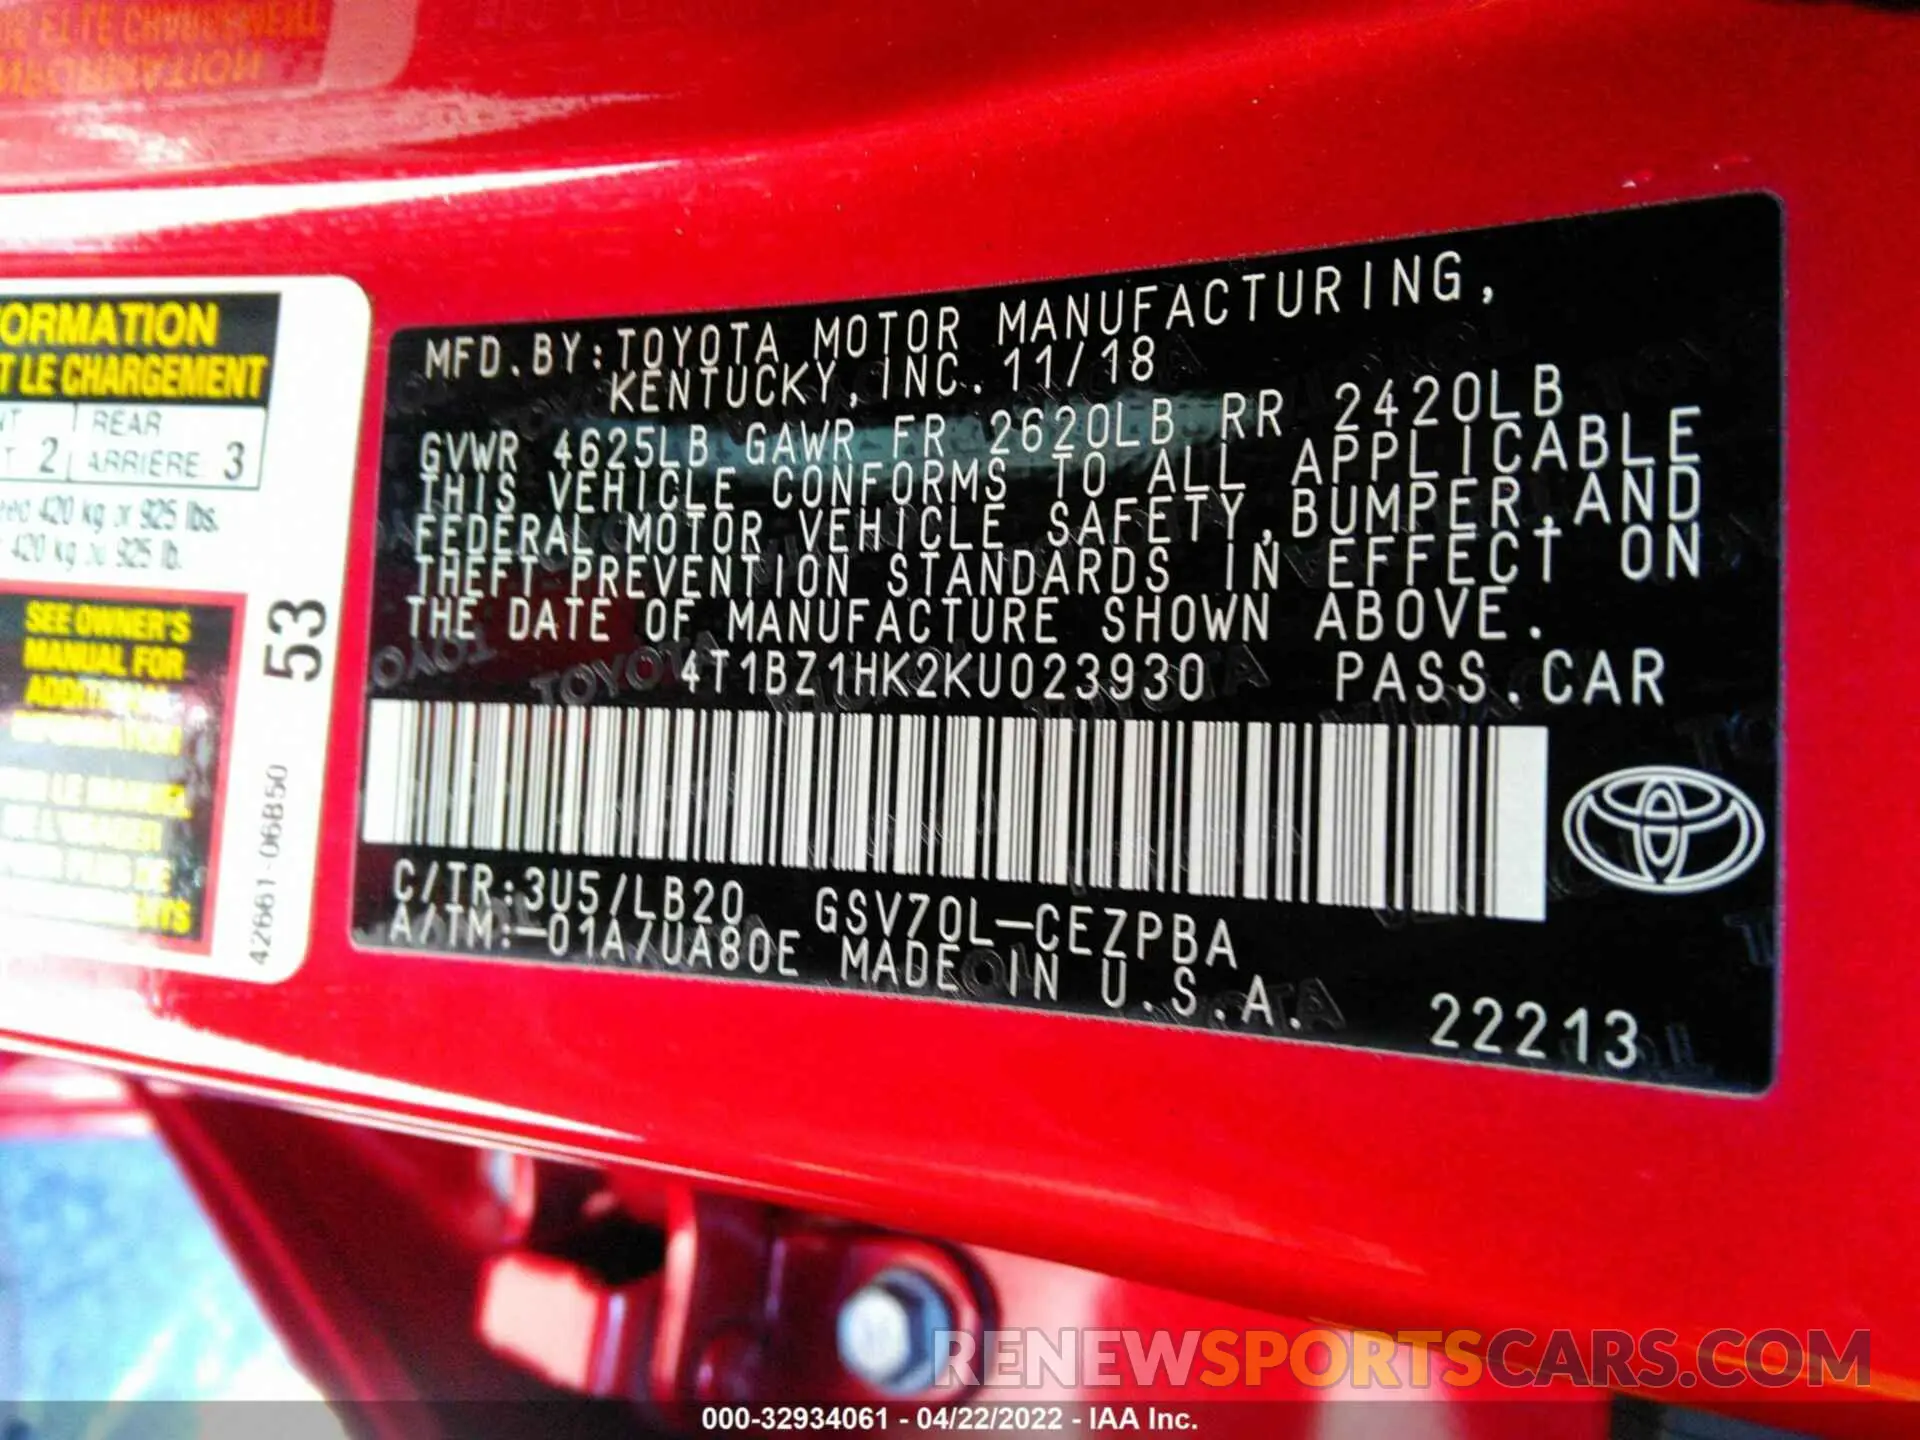 ORMATION
T LE CHARGEMENT
REAR
2 ARRIÈRE 3
420 kg or 925 lbs.
420 kg ou 925 lb.
SEE OWNER'S
MANUAL FOR
ADDITIONAL
INFORMATION
53
42661-06B50
MFD.BY:TOYOTA MOTOR MANUFACTURING,
KENTUCKY,INC.11/18
GVWR 4625LB GAWR FR 2620LB RR 2420LB
THIS VEHICLE CONFORMS TO ALL APPLICABLE
FEDERAL MOTOR VEHICLE SAFETY,BUMPER,AND
THEFT PREVENTION STANDARDS IN EFFECT ON
THE DATE OF MANUFACTURE SHOWN ABOVE.
4T1BZ1HK2KU023930 PASS.CAR
C/TR:3U5/LB20 GSV70L-CEZPBA
A/TM:-01A/UA80E MADE IN U.S.A.
22213
RENEWSPORTSCARS.COM
000-32934061 - 04/22/2022 - IAA Inc.